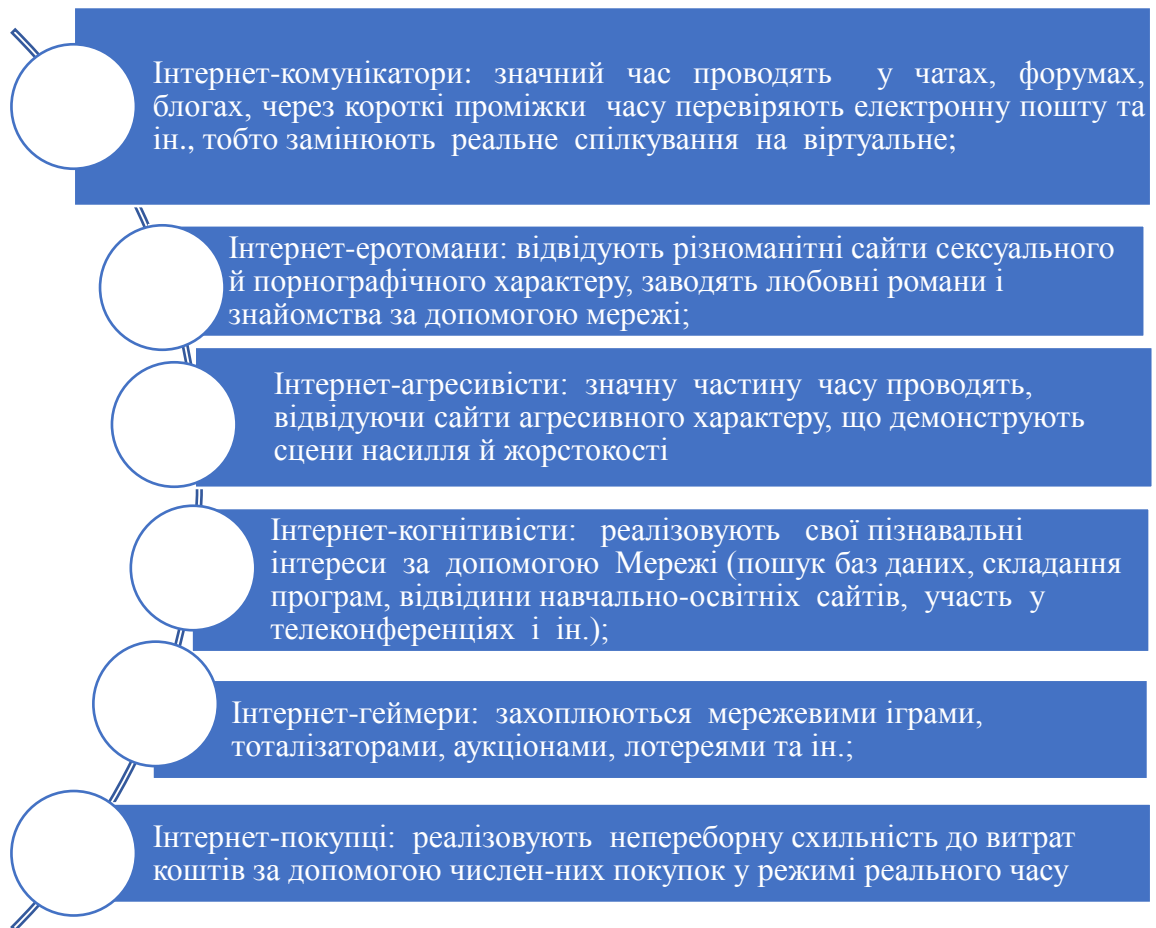 Інтернет-комунікатори: значний час проводять у чатах, форумах,
блогах, через короткі проміжки часу перевіряють електронну пошту та
ін., тобто замінюють реальне спілкування на віртуальне;
Інтернет-еротомани: відвідують різноманітні сайти сексуального
й порнографічного характеру, заводять любовні романи і
знайомства за допомогою мережі;
Інтернет-агресивісти: значну частину часу проводять,
відвідуючи сайти агресивного характеру, що демонструють
сцени насилля й жорстокості
Інтернет-когнітивісти: реалізовують свої пізнавальні
інтереси за допомогою Мережі (пошук баз даних, складання
програм, відвідини навчально-освітніх сайтів, участь у
телеконференціях і ін.);
Інтернет-геймери: захоплюються мережевими іграми,
тоталізаторами, аукціонами, лотереями та ін.;
Інтернет-покупці: реалізовують непереборну схильність до витрат
коштів за допомогою числен-них покупок у режимі реального часу